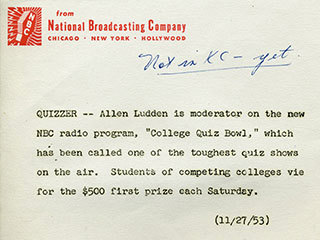 from
National Broadcasting Company
CHICAGO • NEW YORK • HOLLYWOOD
NBC
Not in KC - yet.
QUIZZER -- Allen Ludden is moderator on the new
NBC radio program, "College Quiz Bowl," which
has been called one of the toughest quiz shows
on the air. Students of competing colleges vie
for the $500 first prize each Saturday.
(11/27/53)